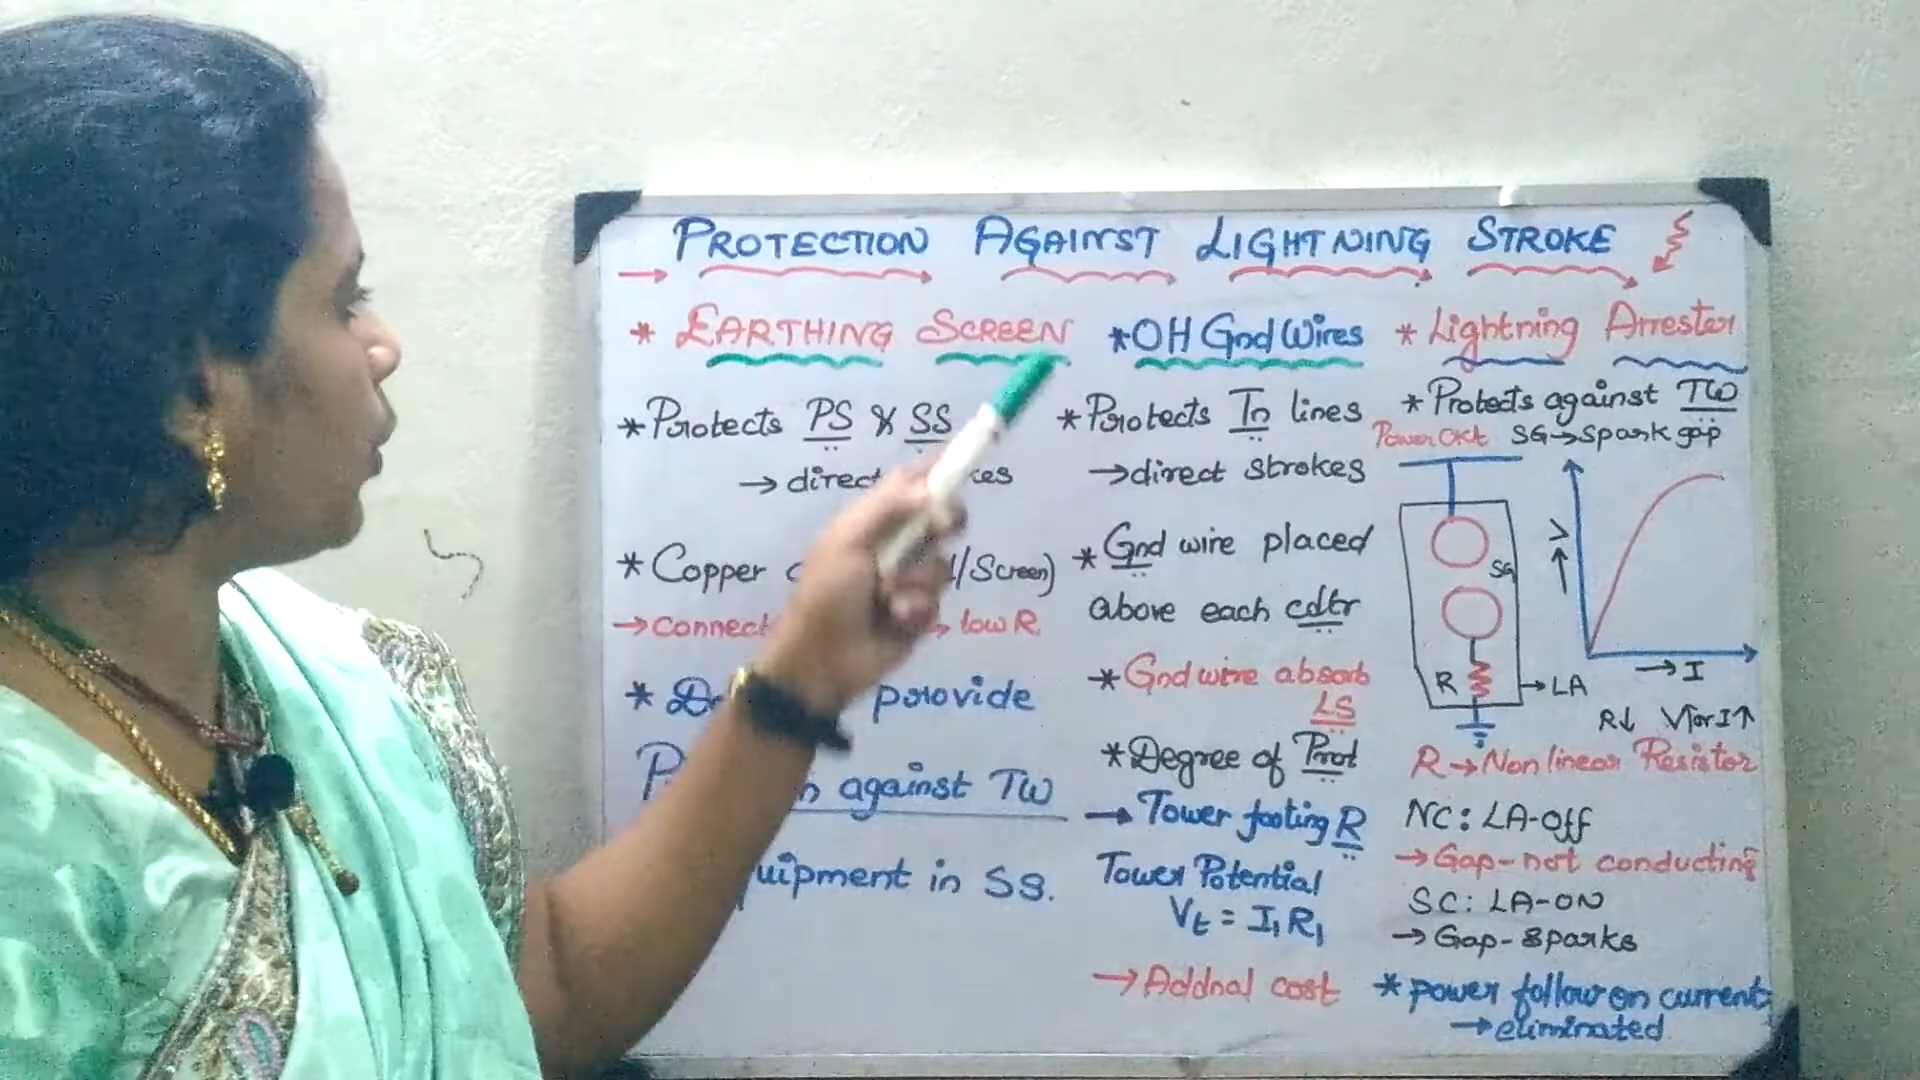 PROTECTION AGAINST LIGHTNING STROKE
* EARTHING SCREEN
* Protects PS & SS
→ direct
* Copper /Screen)
→ connect → low R.
* provide
against TW
uipment in SS.
* OH Gnd Wires
* Protects Tn lines
→ direct strokes
* Gnd wire placed
above each cdtr
* Gnd wire absorb
LS
* Degree of Prot
→ Tower footing R
Tower Potential
Vt = I1 R1
→ Addnal cost
* Lightning Arrester
* Protects against TW
Power CKt SG → Spark gap
SG
V
R → LA
→ I
R↓ V↑ or I↑
R → Non linear Resistor
NC: LA-Off
→ Gap-not conducting
SC: LA-ON
→ Gap-Sparks
* power follow on current
→ eliminated